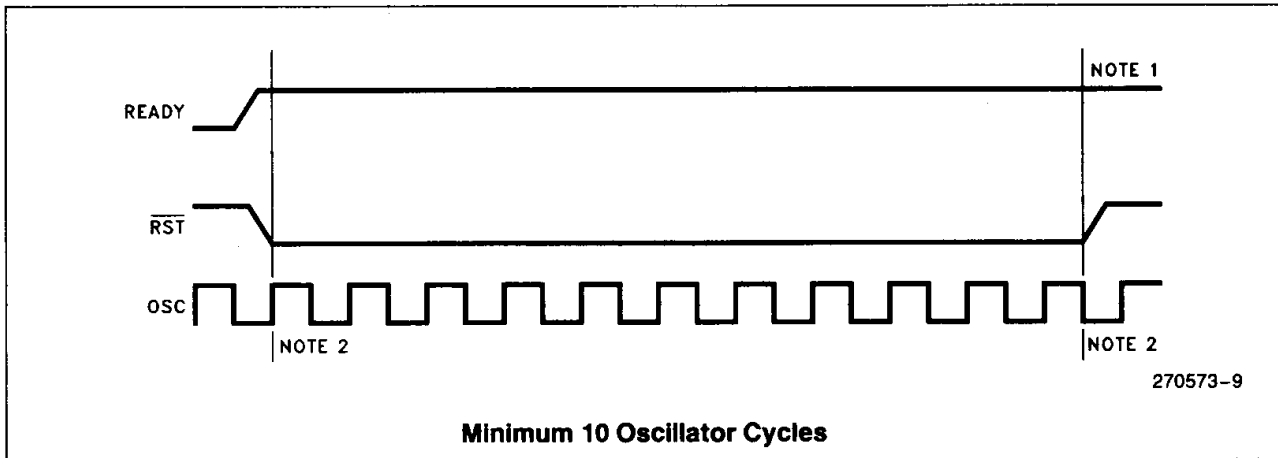 NOTE 1
READY
RST
OSC
NOTE 2
NOTE 2
270573-9
Minimum 10 Oscillator Cycles